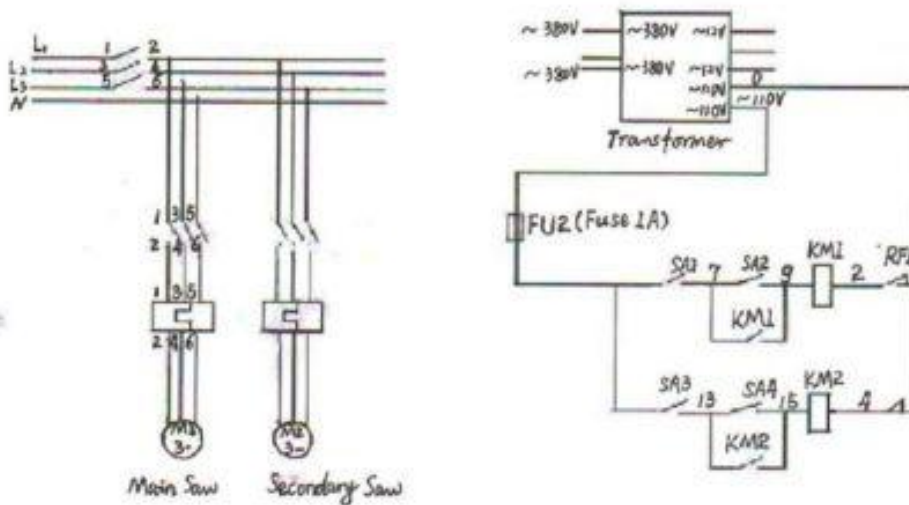 L1 1 2
L2 3 4
L3 5 6
N
1 3 5
2 4 6
1 3 5
2 4 6
M1
3~
M2
3~
Main Saw
Secondary Saw
~380V ~380V ~12V
~380V ~380V ~12V 0
~110V
~110V ~110V
Transformer
FU2 (Fuse 1A)
SA1 7 SA2 9 KM1 2
KM1
SA3 13 SA4 15 KM2 4
KM2